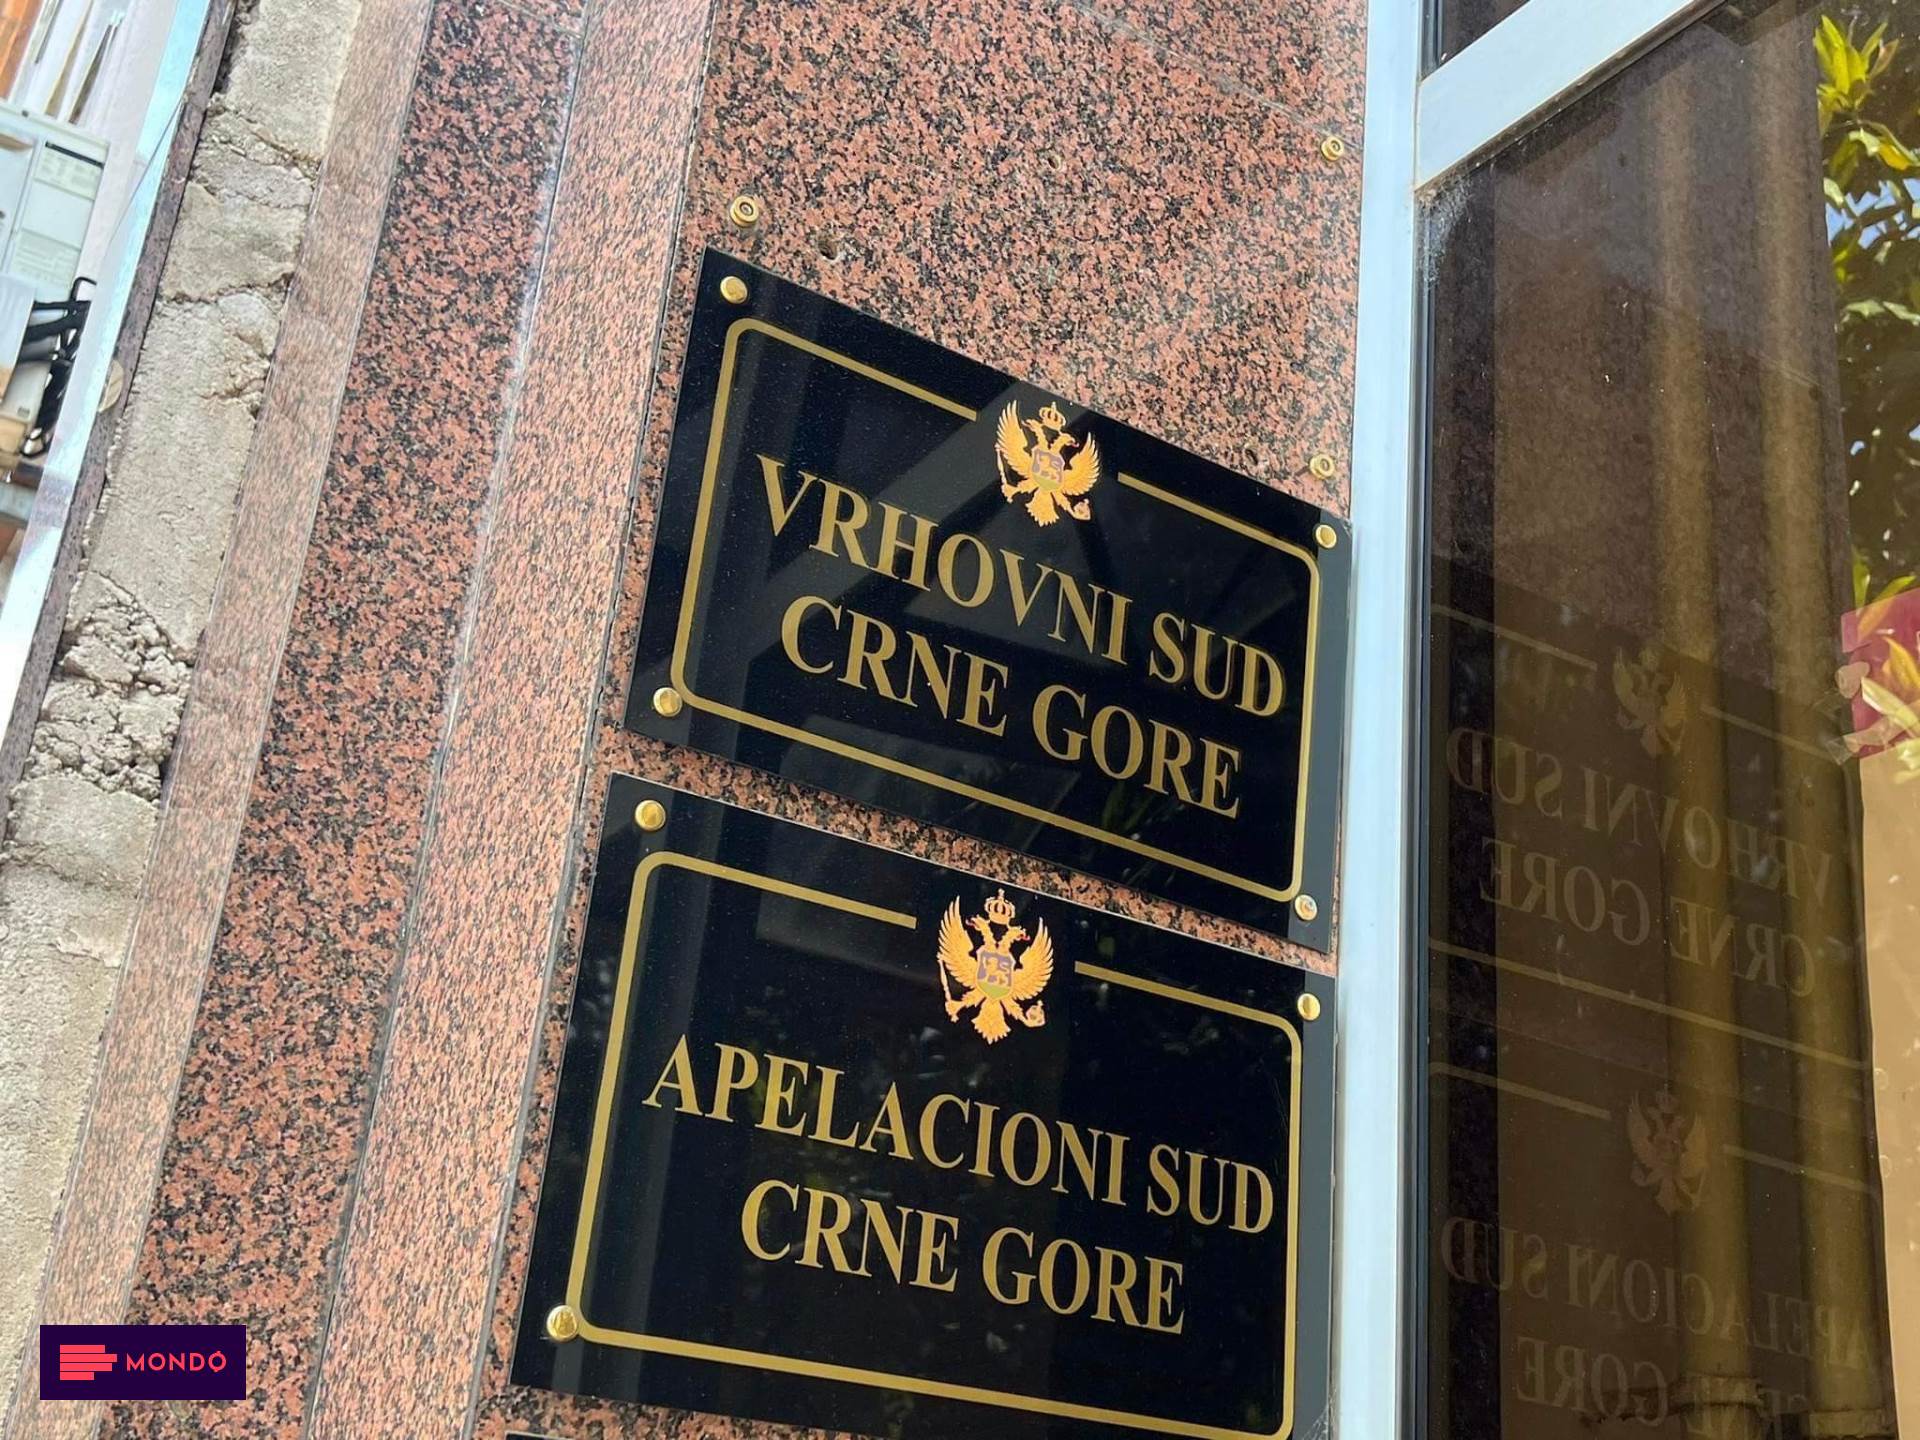 VRHOVNI SUD
CRNE GORE
APELACIONI SUD
CRNE GORE
MONDO